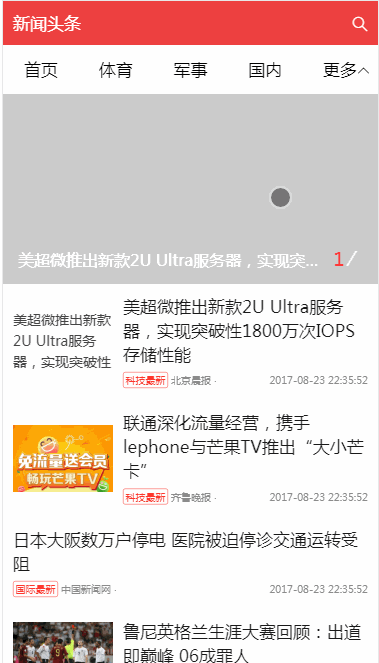 新闻头条
首页 体育 军事 国内 更多
美超微推出新款2U Ultra服务器，实现突... 1/
美超微推出新款2U Ultra服务器，实现突破性
美超微推出新款2U Ultra服务
器，实现突破性1800万次IOPS
存储性能
科技最新 北京晨报 · 2017-08-23 22:35:52
免流量送会员
畅玩芒果TV
联通深化流量经营，携手
lephone与芒果TV推出“大小芒
卡”
科技最新 齐鲁晚报 · 2017-08-23 22:35:52
日本大阪数万户停电 医院被迫停诊交通运转受
阻
国际最新 中国新闻网 · 2017-08-23 22:35:52
鲁尼英格兰生涯大赛回顾：出道
即巅峰 06成罪人